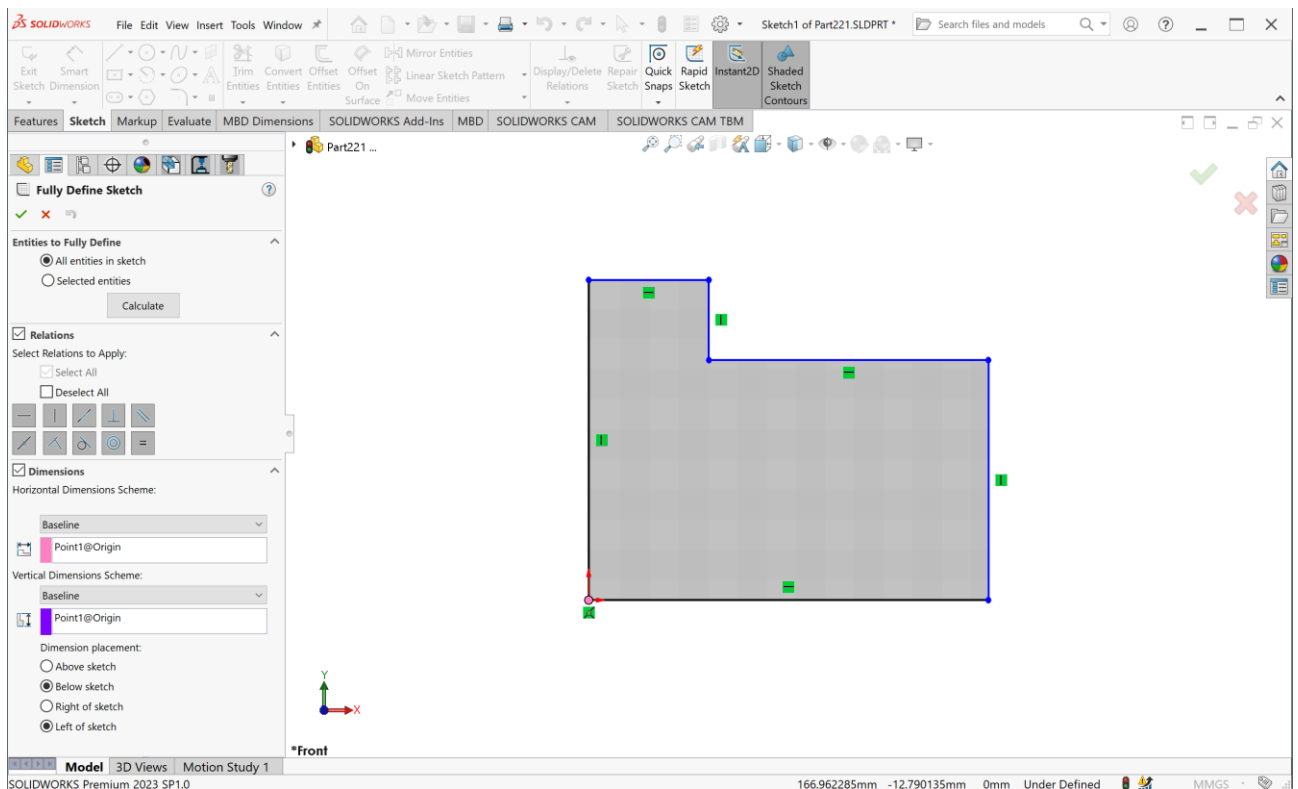 SOLIDWORKS File Edit View Insert Tools Window Sketch1 of Part221.SLDPRT * Search files and models
Exit Sketch Smart Dimension Trim Entities Convert Entities Offset Entities Offset On Surface Mirror Entities Linear Sketch Pattern Move Entities Display/Delete Relations Repair Sketch Quick Snaps Rapid Sketch Instant2D Shaded Sketch Contours
Features Sketch Markup Evaluate MBD Dimensions SOLIDWORKS Add-Ins MBD SOLIDWORKS CAM SOLIDWORKS CAM TBM
Part221 ...
Fully Define Sketch
Entities to Fully Define
All entities in sketch
Selected entities
Calculate
Relations
Select Relations to Apply:
Select All
Deselect All
Dimensions
Horizontal Dimensions Scheme:
Baseline
Point1@Origin
Vertical Dimensions Scheme:
Baseline
Point1@Origin
Dimension placement:
Above sketch
Below sketch
Right of sketch
Left of sketch
Y
X
*Front
Model 3D Views Motion Study 1
SOLIDWORKS Premium 2023 SP1.0 166.962285mm -12.790135mm 0mm Under Defined MMGS